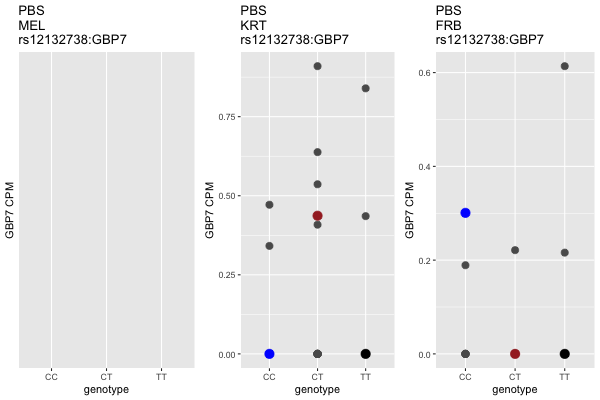 PBS
MEL
rs12132738:GBP7
GBP7 CPM
CC CT TT
genotype
PBS
KRT
rs12132738:GBP7
GBP7 CPM
0.75
0.50
0.25
0.00
CC CT TT
genotype
PBS
FRB
rs12132738:GBP7
GBP7 CPM
0.6
0.4
0.2
0.0
CC CT TT
genotype